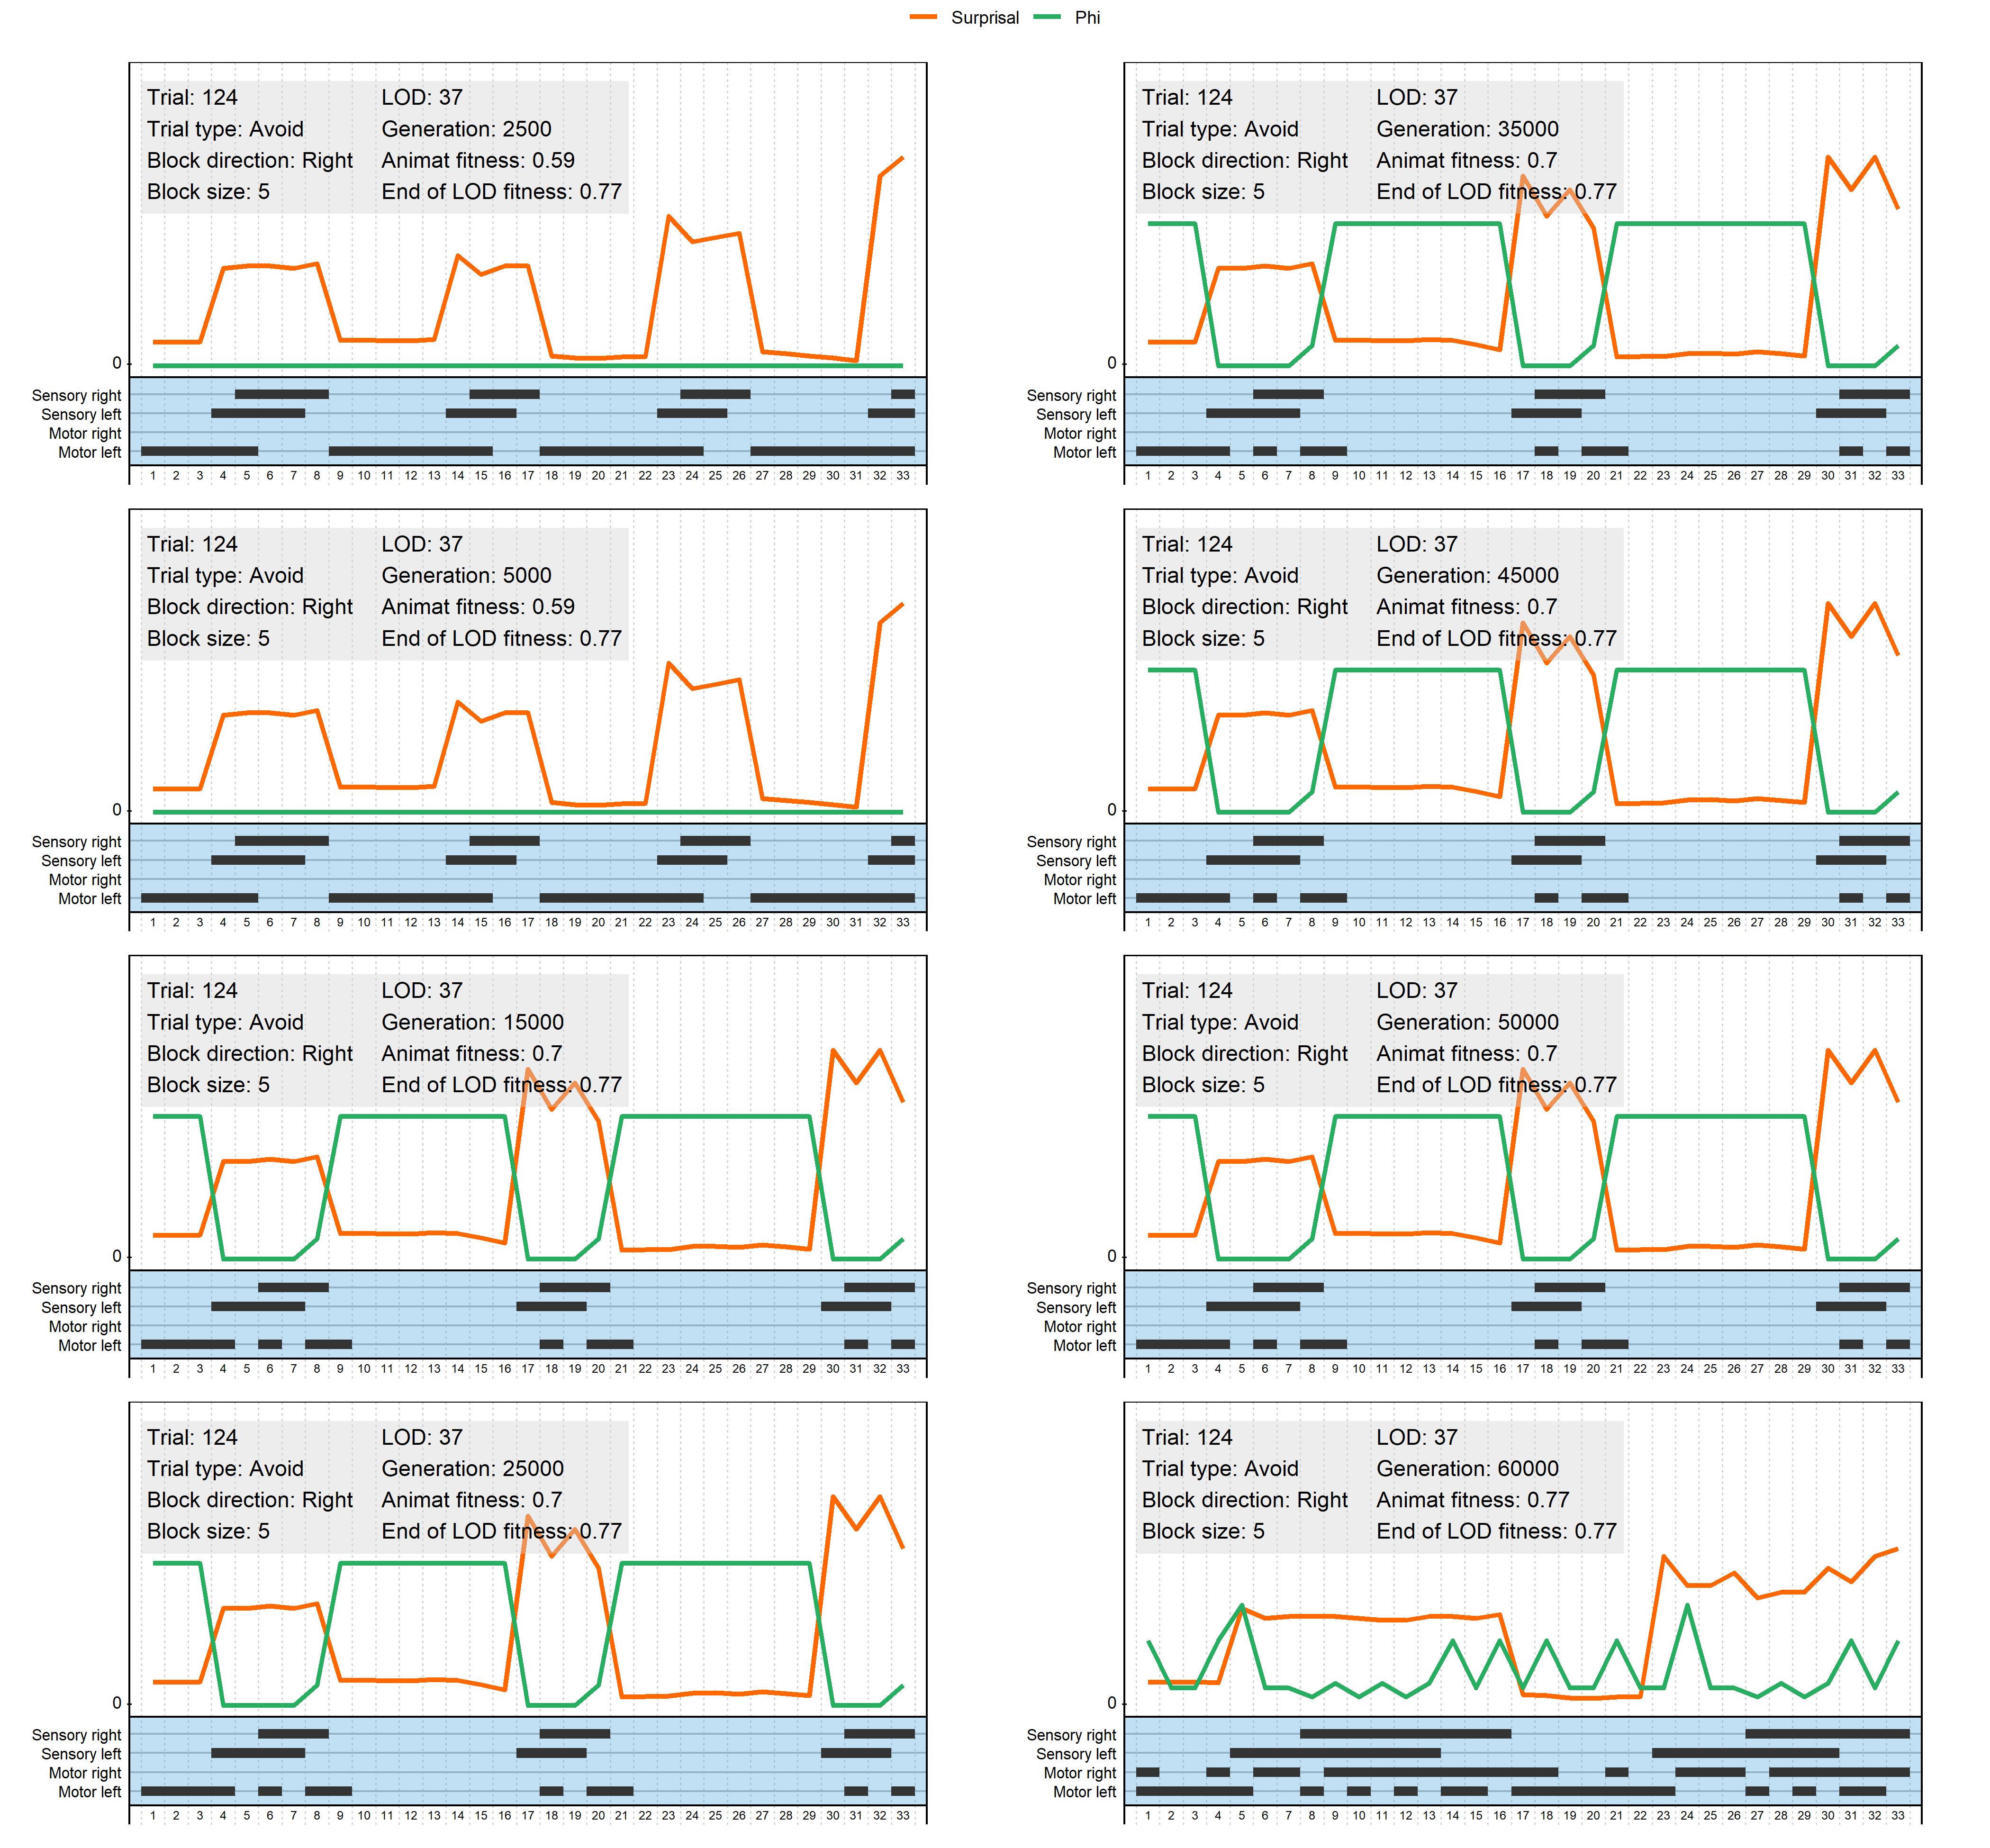 Surprisal Phi
Trial: 124 LOD: 37
Trial type: Avoid Generation: 2500
Block direction: Right Animat fitness: 0.59
Block size: 5 End of LOD fitness: 0.77
0
Sensory right
Sensory left
Motor right
Motor left
1 2 3 4 5 6 7 8 9 10 11 12 13 14 15 16 17 18 19 20 21 22 23 24 25 26 27 28 29 30 31 32 33
Trial: 124 LOD: 37
Trial type: Avoid Generation: 35000
Block direction: Right Animat fitness: 0.7
Block size: 5 End of LOD fitness: 0.77
0
Sensory right
Sensory left
Motor right
Motor left
1 2 3 4 5 6 7 8 9 10 11 12 13 14 15 16 17 18 19 20 21 22 23 24 25 26 27 28 29 30 31 32 33
Trial: 124 LOD: 37
Trial type: Avoid Generation: 5000
Block direction: Right Animat fitness: 0.59
Block size: 5 End of LOD fitness: 0.77
0
Sensory right
Sensory left
Motor right
Motor left
1 2 3 4 5 6 7 8 9 10 11 12 13 14 15 16 17 18 19 20 21 22 23 24 25 26 27 28 29 30 31 32 33
Trial: 124 LOD: 37
Trial type: Avoid Generation: 45000
Block direction: Right Animat fitness: 0.7
Block size: 5 End of LOD fitness: 0.77
0
Sensory right
Sensory left
Motor right
Motor left
1 2 3 4 5 6 7 8 9 10 11 12 13 14 15 16 17 18 19 20 21 22 23 24 25 26 27 28 29 30 31 32 33
Trial: 124 LOD: 37
Trial type: Avoid Generation: 15000
Block direction: Right Animat fitness: 0.7
Block size: 5 End of LOD fitness: 0.77
0
Sensory right
Sensory left
Motor right
Motor left
1 2 3 4 5 6 7 8 9 10 11 12 13 14 15 16 17 18 19 20 21 22 23 24 25 26 27 28 29 30 31 32 33
Trial: 124 LOD: 37
Trial type: Avoid Generation: 50000
Block direction: Right Animat fitness: 0.7
Block size: 5 End of LOD fitness: 0.77
0
Sensory right
Sensory left
Motor right
Motor left
1 2 3 4 5 6 7 8 9 10 11 12 13 14 15 16 17 18 19 20 21 22 23 24 25 26 27 28 29 30 31 32 33
Trial: 124 LOD: 37
Trial type: Avoid Generation: 25000
Block direction: Right Animat fitness: 0.7
Block size: 5 End of LOD fitness: 0.77
0
Sensory right
Sensory left
Motor right
Motor left
1 2 3 4 5 6 7 8 9 10 11 12 13 14 15 16 17 18 19 20 21 22 23 24 25 26 27 28 29 30 31 32 33
Trial: 124 LOD: 37
Trial type: Avoid Generation: 60000
Block direction: Right Animat fitness: 0.77
Block size: 5 End of LOD fitness: 0.77
0
Sensory right
Sensory left
Motor right
Motor left
1 2 3 4 5 6 7 8 9 10 11 12 13 14 15 16 17 18 19 20 21 22 23 24 25 26 27 28 29 30 31 32 33